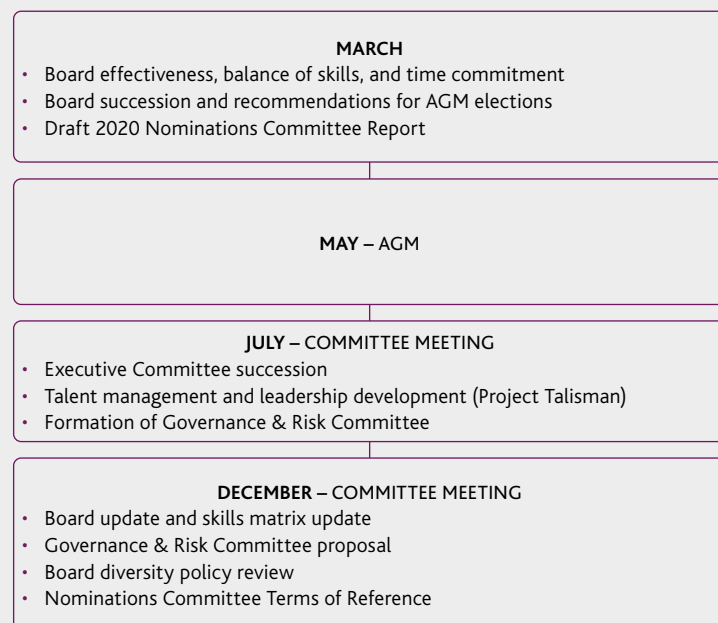 MARCH
• Board effectiveness, balance of skills, and time commitment
• Board succession and recommendations for AGM elections
• Draft 2020 Nominations Committee Report
MAY – AGM
JULY – COMMITTEE MEETING
• Executive Committee succession
• Talent management and leadership development (Project Talisman)
• Formation of Governance & Risk Committee
DECEMBER – COMMITTEE MEETING
• Board update and skills matrix update
• Governance & Risk Committee proposal
• Board diversity policy review
• Nominations Committee Terms of Reference